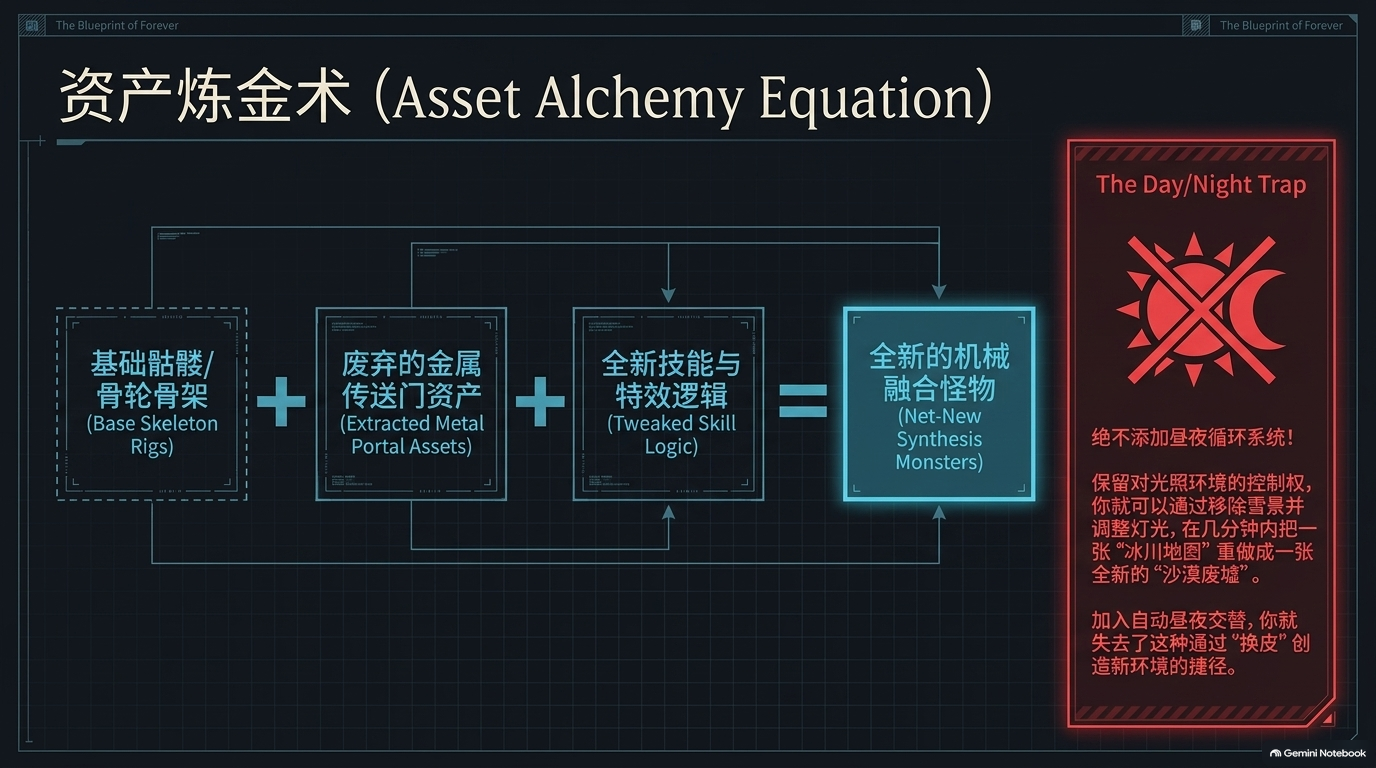 The Blueprint of Forever
The Blueprint of Forever
资产炼金术 (Asset Alchemy Equation)
基础骷髅/
骨轮骨架
(Base Skeleton
Rigs)
+
废弃的金属
传送门资产
(Extracted Metal
Portal Assets)
+
全新技能与
特效逻辑
(Tweaked Skill
Logic)
=
全新的机械
融合怪物
(Net-New
Synthesis
Monsters)
The Day/Night Trap
绝不添加昼夜循环系统！
保留对光照环境的控制权，
你就可以通过移除雪景并
调整灯光，在几分钟内把一
张 “冰川地图” 重做成一张
全新的 “沙漠废墟”。
加入自动昼夜交替，你就
失去了这种通过 “换皮” 创
造新环境的捷径。
Gemini Notebook